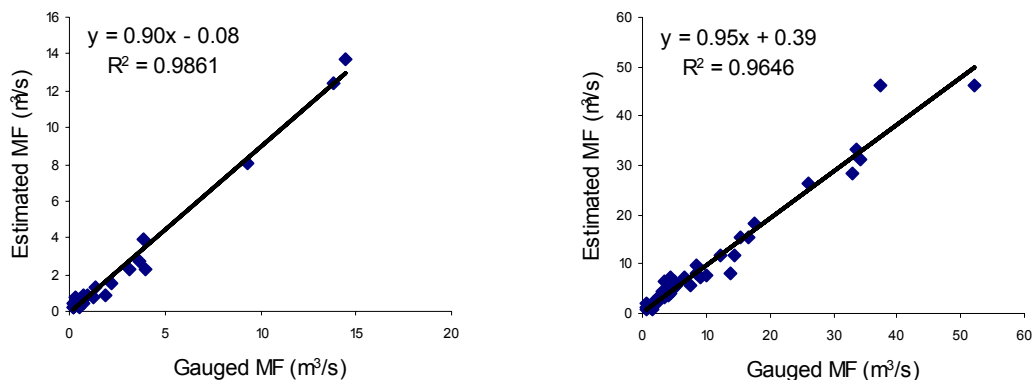 y = 0.90x - 0.08
R² = 0.9861
Estimated MF (m³/s)
16
14
12
10
8
6
4
2
0
0 5 10 15 20
Gauged MF (m³/s)
y = 0.95x + 0.39
R² = 0.9646
Estimated MF (m³/s)
60
50
40
30
20
10
0
0 10 20 30 40 50 60
Gauged MF (m³/s)